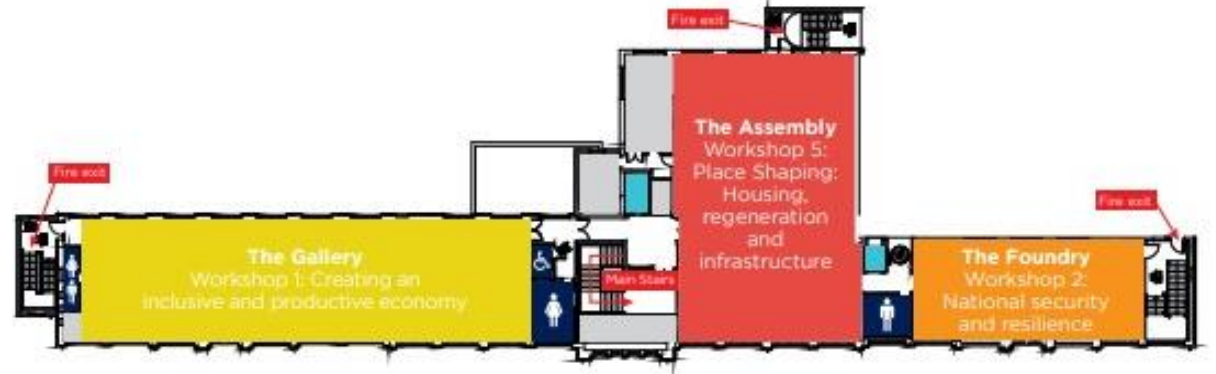 Fire exit
The Assembly
Workshop 5:
Place Shaping:
Housing,
regeneration
and
infrastructure
Fire exit
Fire exit
The Gallery
Workshop 1: Creating an
inclusive and productive economy
Main Stairs
The Foundry
Workshop 2:
National security
and resilience